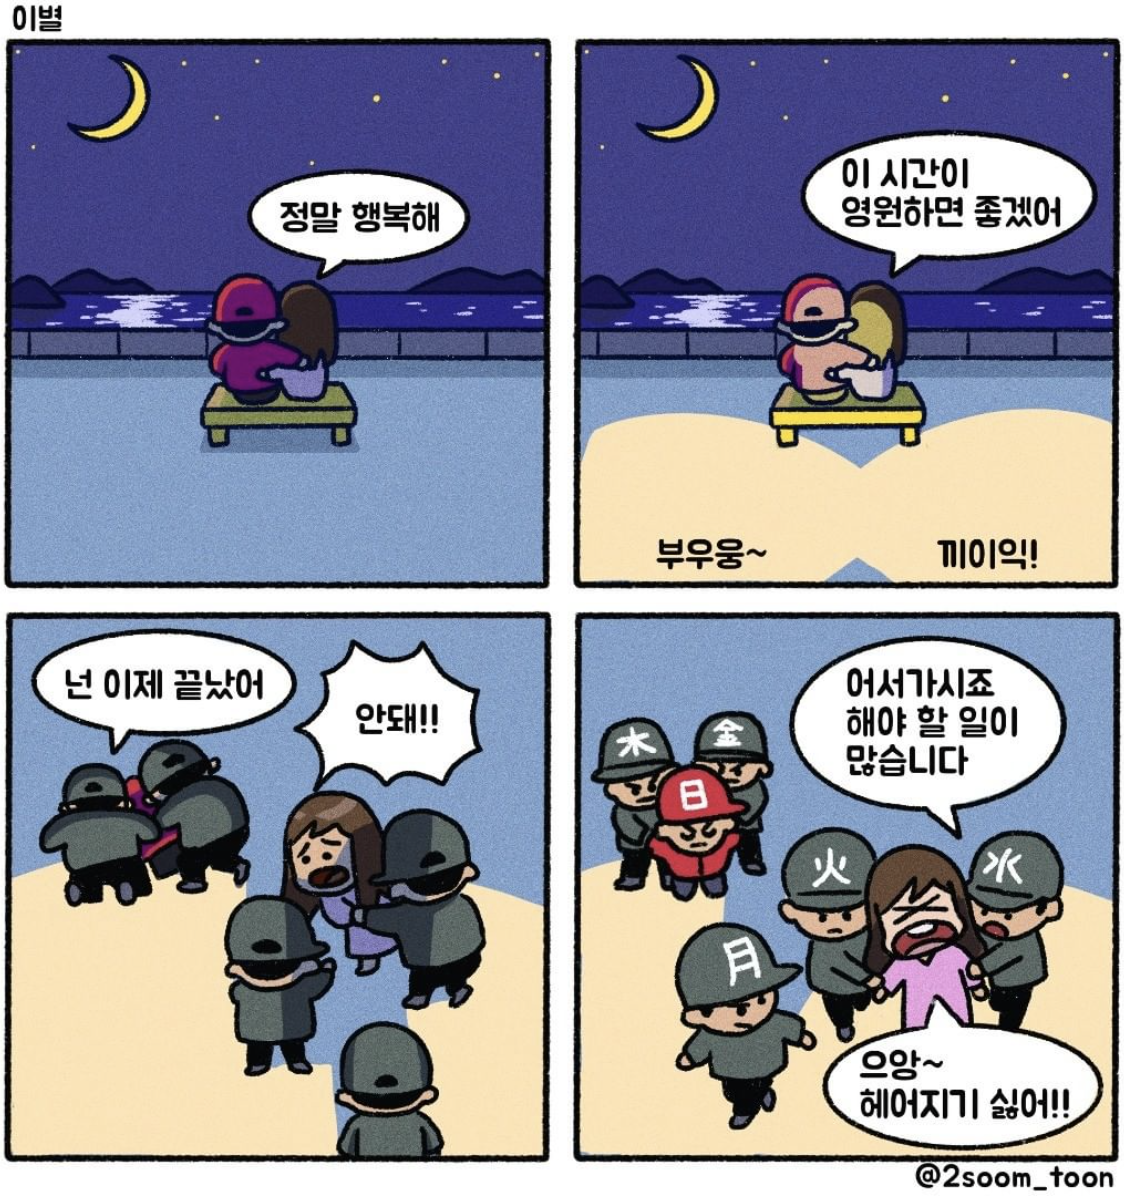 이별
정말 행복해
이 시간이
영원하면 좋겠어
부우웅~
끼이익!
넌 이제 끝났어
안돼!!
어서가시죠
해야 할 일이
많습니다
木
金
日
火
水
月
으앙~
헤어지기 싫어!!
@2soom_toon